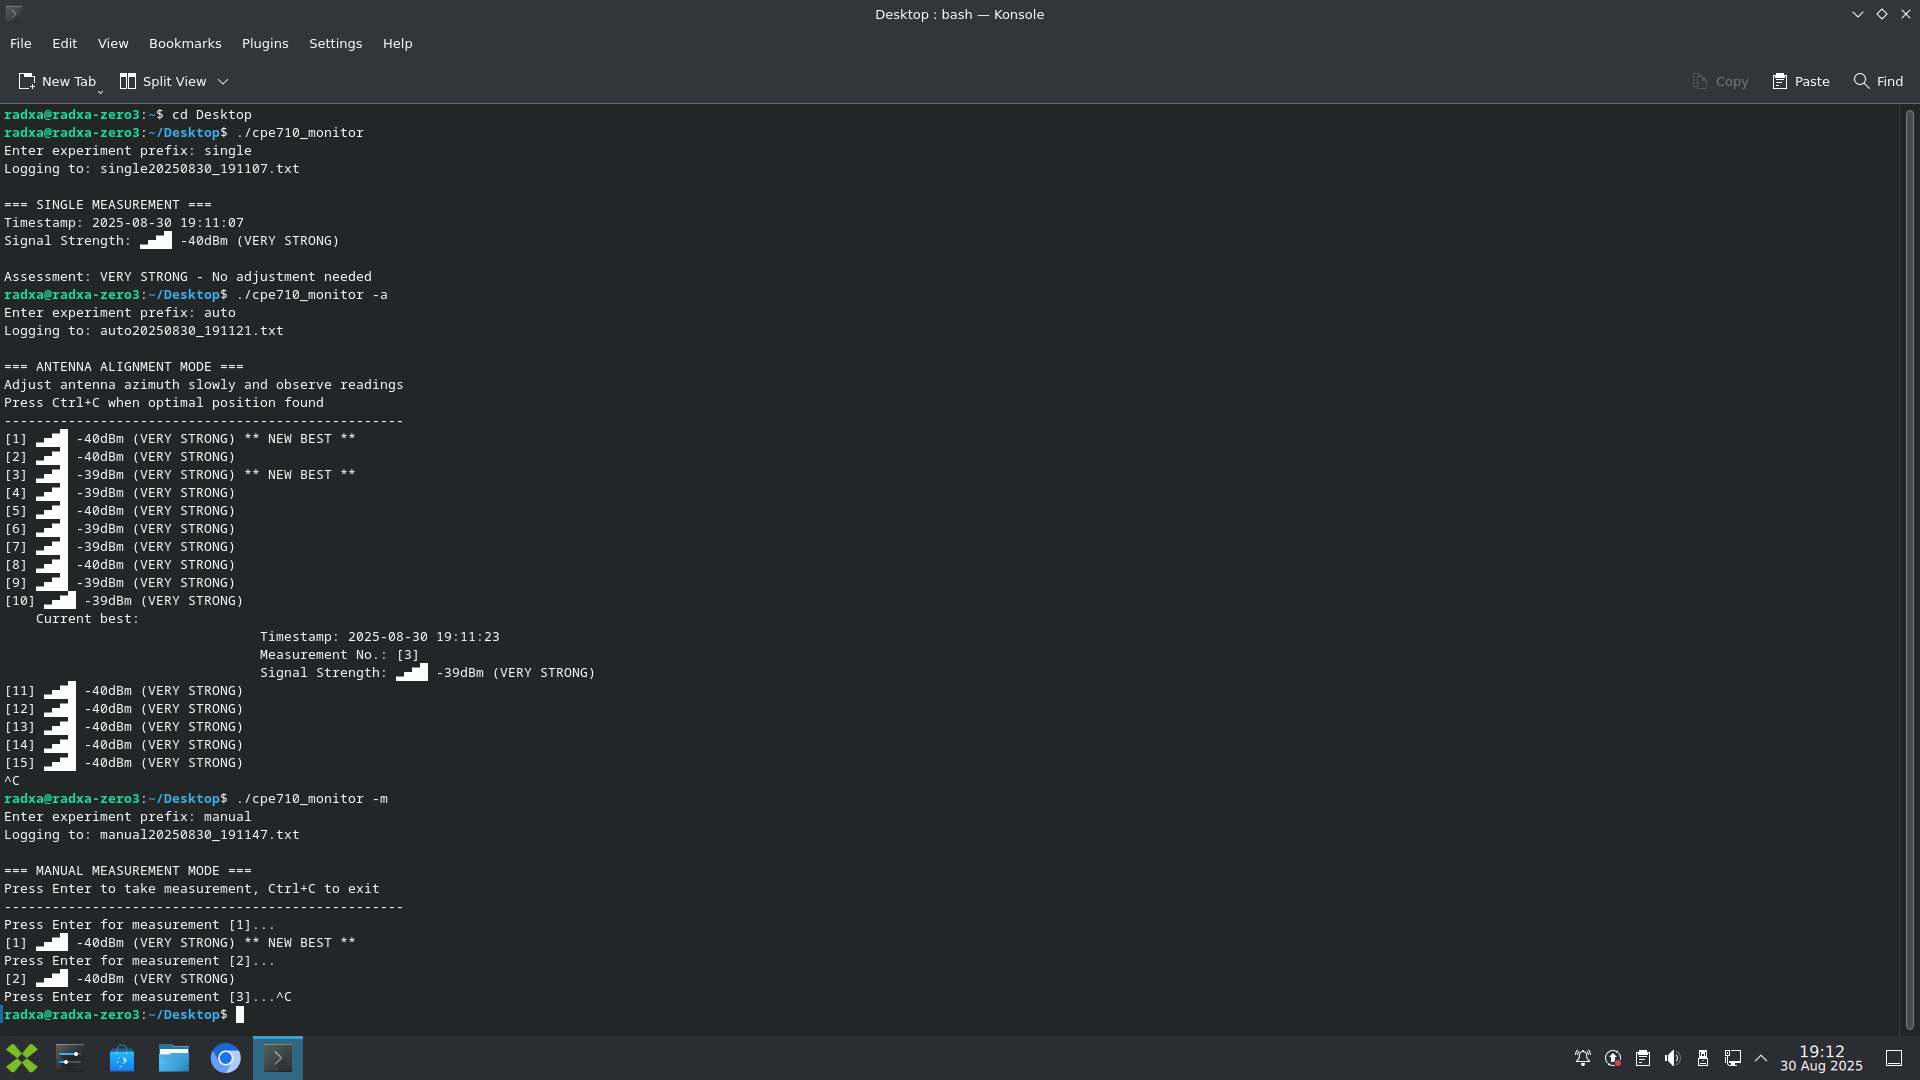 Desktop : bash — Konsole
File Edit View Bookmarks Plugins Settings Help
New Tab Split View Copy Paste Find
radxa@radxa-zero3:~$ cd Desktop
radxa@radxa-zero3:~/Desktop$ ./cpe710_monitor
Enter experiment prefix: single
Logging to: single20250830_191107.txt
=== SINGLE MEASUREMENT ===
Timestamp: 2025-08-30 19:11:07
Signal Strength: ▂▄▆█ -40dBm (VERY STRONG)
Assessment: VERY STRONG - No adjustment needed
radxa@radxa-zero3:~/Desktop$ ./cpe710_monitor -a
Enter experiment prefix: auto
Logging to: auto20250830_191121.txt
=== ANTENNA ALIGNMENT MODE ===
Adjust antenna azimuth slowly and observe readings
Press Ctrl+C when optimal position found
--------------------------------------------------
[1] ▂▄▆█ -40dBm (VERY STRONG) ** NEW BEST **
[2] ▂▄▆█ -40dBm (VERY STRONG)
[3] ▂▄▆█ -39dBm (VERY STRONG) ** NEW BEST **
[4] ▂▄▆█ -39dBm (VERY STRONG)
[5] ▂▄▆█ -40dBm (VERY STRONG)
[6] ▂▄▆█ -39dBm (VERY STRONG)
[7] ▂▄▆█ -39dBm (VERY STRONG)
[8] ▂▄▆█ -40dBm (VERY STRONG)
[9] ▂▄▆█ -39dBm (VERY STRONG)
[10] ▂▄▆█ -39dBm (VERY STRONG)
Current best:
Timestamp: 2025-08-30 19:11:23
Measurement No.: [3]
Signal Strength: ▂▄▆█ -39dBm (VERY STRONG)
[11] ▂▄▆█ -40dBm (VERY STRONG)
[12] ▂▄▆█ -40dBm (VERY STRONG)
[13] ▂▄▆█ -40dBm (VERY STRONG)
[14] ▂▄▆█ -40dBm (VERY STRONG)
[15] ▂▄▆█ -40dBm (VERY STRONG)
^C
radxa@radxa-zero3:~/Desktop$ ./cpe710_monitor -m
Enter experiment prefix: manual
Logging to: manual20250830_191147.txt
=== MANUAL MEASUREMENT MODE ===
Press Enter to take measurement, Ctrl+C to exit
--------------------------------------------------
Press Enter for measurement [1]...
[1] ▂▄▆█ -40dBm (VERY STRONG) ** NEW BEST **
Press Enter for measurement [2]...
[2] ▂▄▆█ -40dBm (VERY STRONG)
Press Enter for measurement [3]...^C
radxa@radxa-zero3:~/Desktop$
19:12
30 Aug 2025